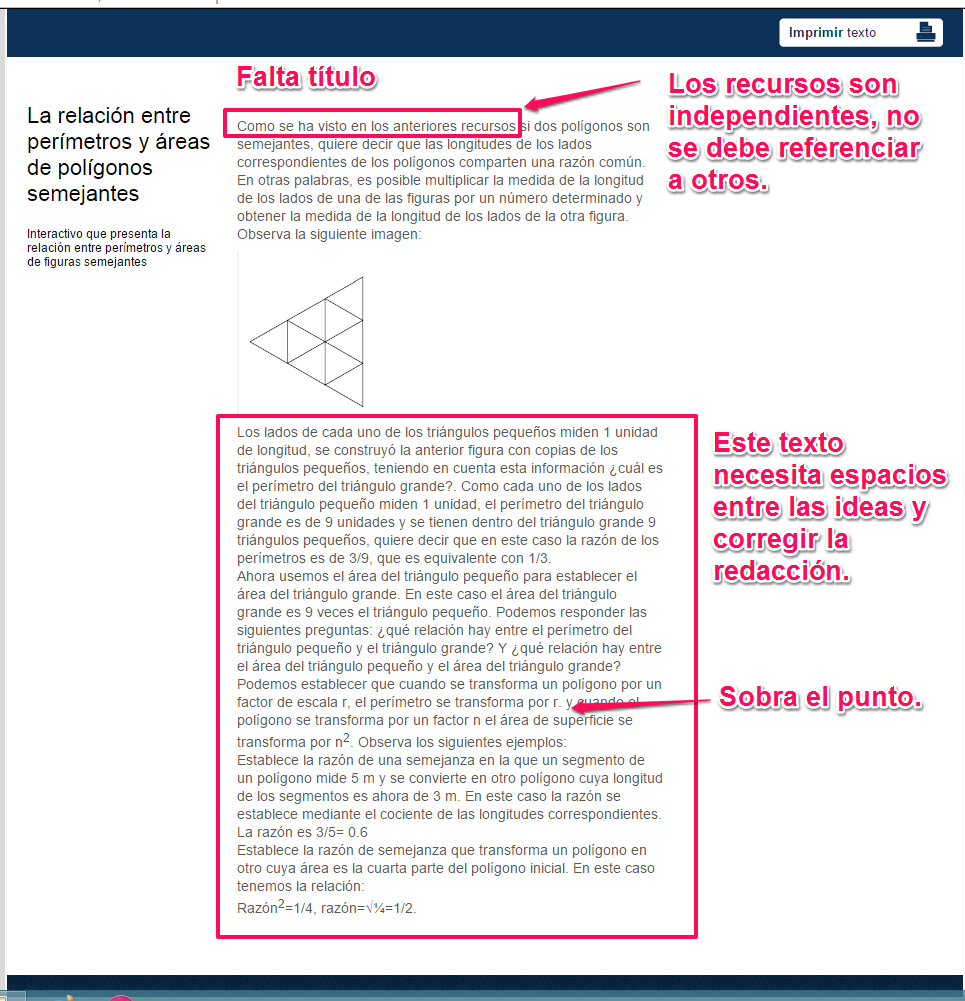 Imprimir texto
Falta título
Los recursos son
independientes, no
se debe referenciar
a otros.
La relación entre
perímetros y áreas
de polígonos
semejantes
Interactivo que presenta la
relación entre perímetros y áreas
de figuras semejantes
Como se ha visto en los anteriores recursos si dos polígonos son
semejantes, quiere decir que las longitudes de los lados
correspondientes de los polígonos comparten una razón común.
En otras palabras, es posible multiplicar la medida de la longitud
de los lados de una de las figuras por un número determinado y
obtener la medida de la longitud de los lados de la otra figura.
Observa la siguiente imagen:
Los lados de cada uno de los triángulos pequeños miden 1 unidad
de longitud, se construyó la anterior figura con copias de los
triángulos pequeños, teniendo en cuenta esta información ¿cuál es
el perímetro del triángulo grande?. Como cada uno de los lados
del triángulo pequeño miden 1 unidad, el perímetro del triángulo
grande es de 9 unidades y se tienen dentro del triángulo grande 9
triángulos pequeños, quiere decir que en este caso la razón de los
perímetros es de 3/9, que es equivalente con 1/3.
Ahora usemos el área del triángulo pequeño para establecer el
área del triángulo grande. En este caso el área del triángulo
grande es 9 veces el triángulo pequeño. Podemos responder las
siguientes preguntas: ¿qué relación hay entre el perímetro del
triángulo pequeño y el triángulo grande? Y ¿qué relación hay entre
el área del triángulo pequeño y el área del triángulo grande?
Podemos establecer que cuando se transforma un polígono por un
factor de escala r, el perímetro se transforma por r. y cuando el
polígono se transforma por un factor n el área de superficie se
transforma por n². Observa los siguientes ejemplos:
Establece la razón de una semejanza en la que un segmento de
un polígono mide 5 m y se convierte en otro polígono cuya longitud
de los segmentos es ahora de 3 m. En este caso la razón se
establece mediante el cociente de las longitudes correspondientes.
La razón es 3/5= 0.6
Establece la razón de semejanza que transforma un polígono en
otro cuya área es la cuarta parte del polígono inicial. En este caso
tenemos la relación:
Razón²=1/4, razón=√¼=1/2.
Este texto
necesita espacios
entre las ideas y
corregir la
redacción.
Sobra el punto.